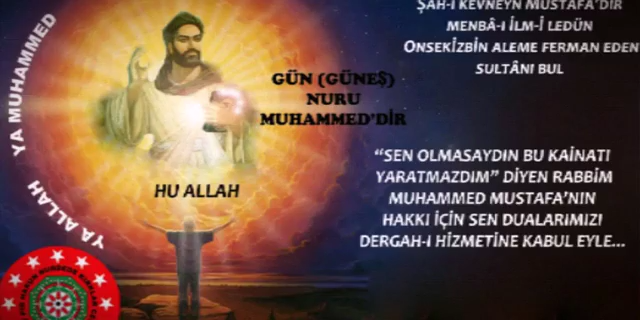 ŞAH-I KEVNEYN MUSTAFA'DIR
MENBÂ-I İLM-İ LEDÜN
ONSEKİZBİN ALEME FERMAN EDEN
SULTÂNI BUL
YA ALLAH YA MUHAMMED
GÜN (GÜNEŞ)
NURU
MUHAMMED'DİR
HU ALLAH
“SEN OLMASAYDIN BU KAİNATI
YARATMAZDIM” DİYEN RABBİM
MUHAMMED MUSTAFA'NIN
HAKKI İÇİN SEN DUALARIMIZI
DERGAH-I HİZMETİNE KABUL EYLE...